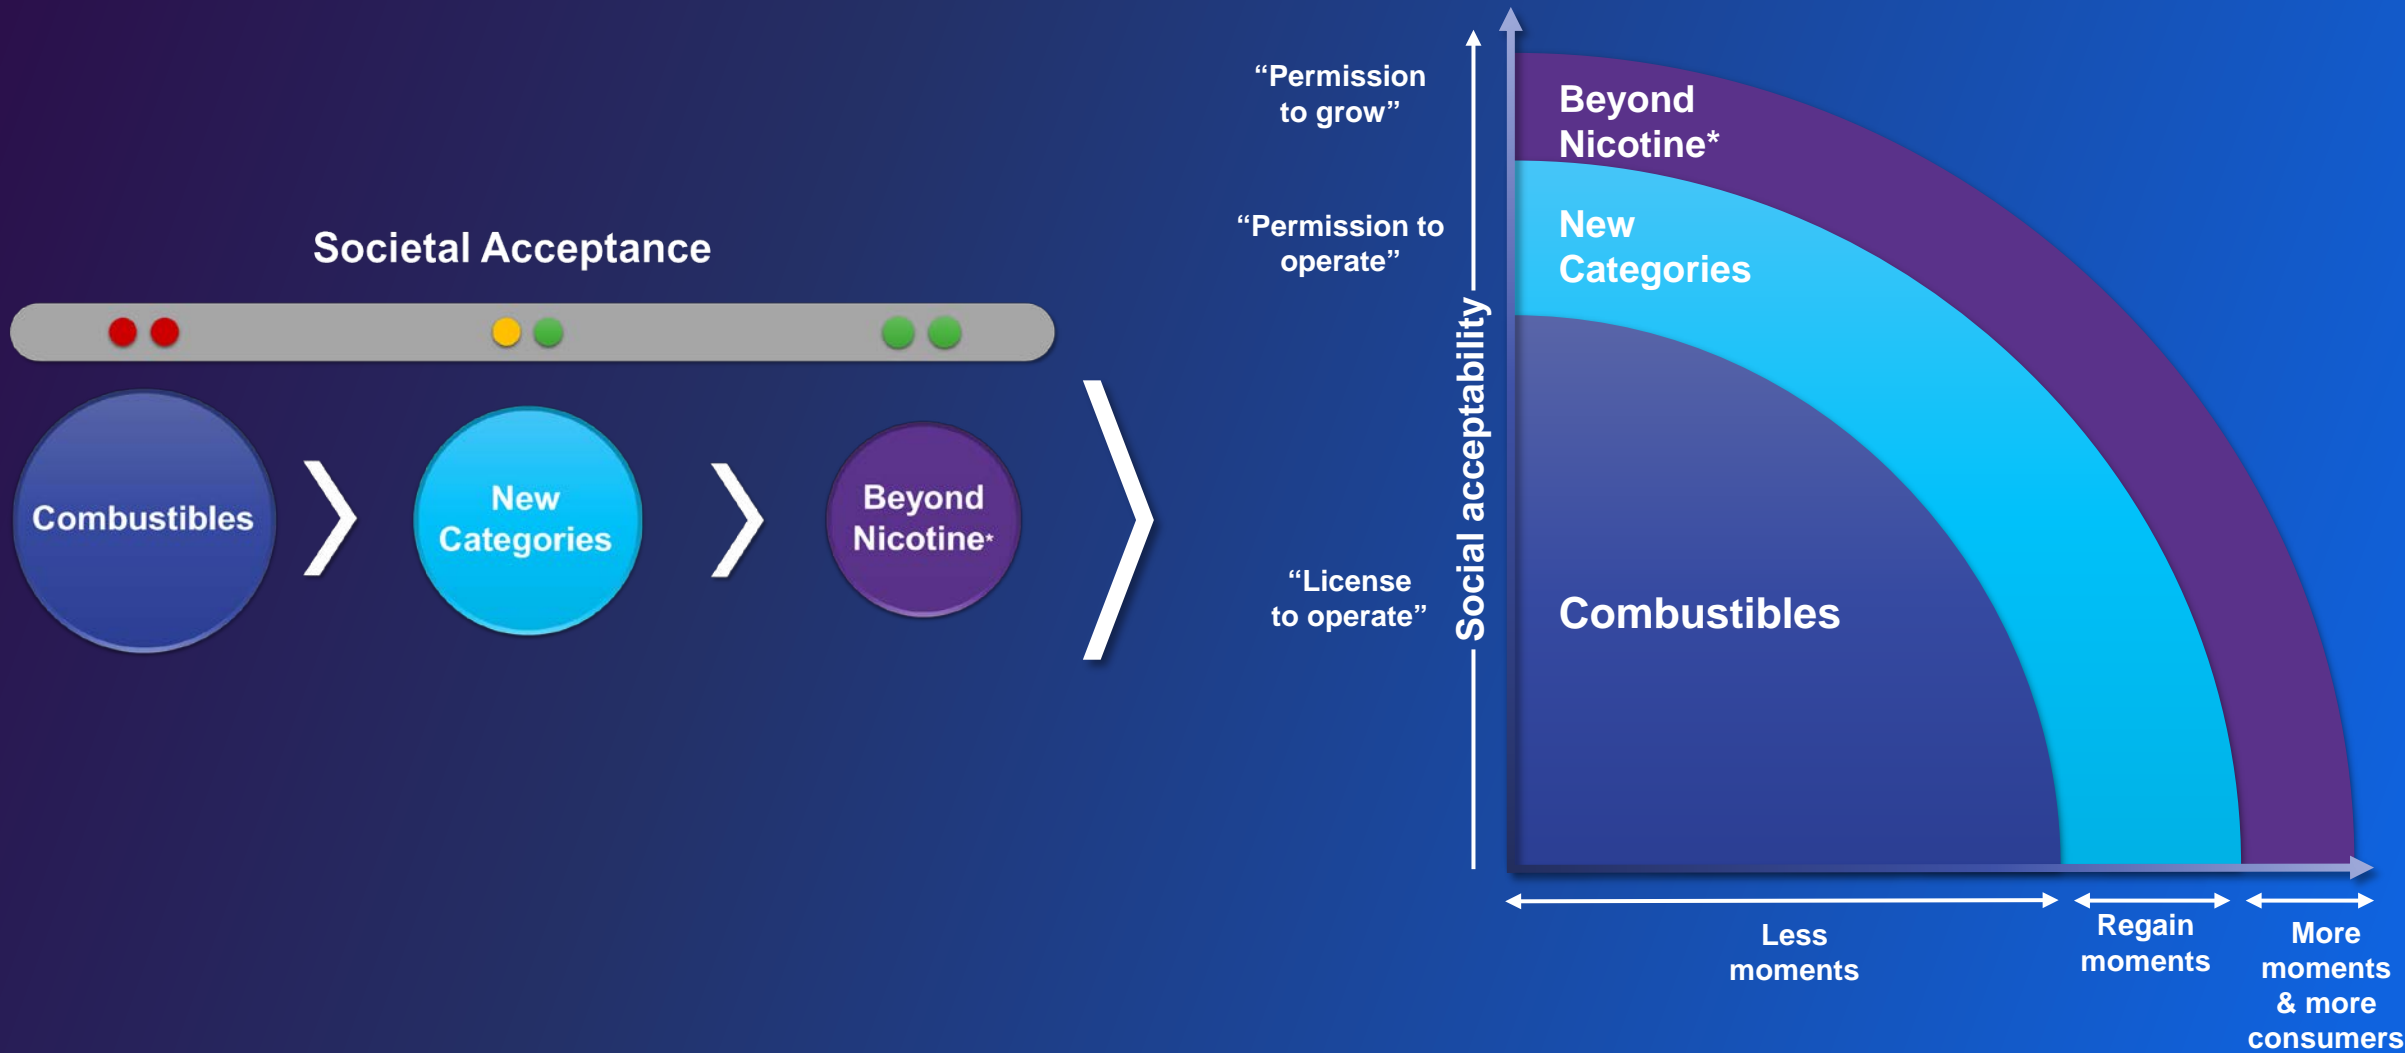 Societal Acceptance
Combustibles
New
Categories
Beyond
Nicotine*
“Permission
to grow”
“Permission to
operate”
“License
to operate”
Social acceptability
Beyond
Nicotine*
New
Categories
Combustibles
Less
moments
Regain
moments
More
moments
& more
consumers